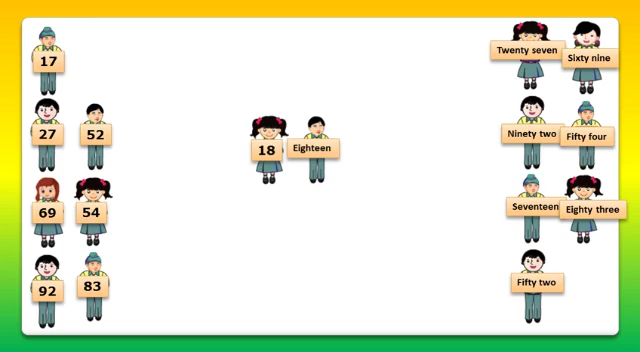 17
27
52
69
54
92
83
18
Eighteen
Twenty seven
Sixty nine
Ninety two
Fifty four
Seventeen
Eighty three
Fifty two